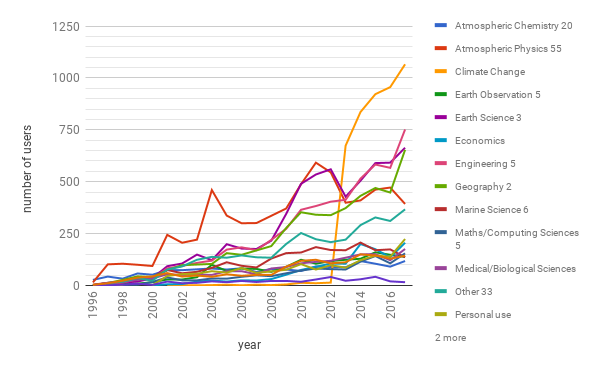 1250
1000
750
500
250
0
number of users
1996
1998
2000
2002
2004
2006
2008
2010
2012
2014
2016
year
Atmospheric Chemistry 20
Atmospheric Physics 55
Climate Change
Earth Observation 5
Earth Science 3
Economics
Engineering 5
Geography 2
Marine Science 6
Maths/Computing Sciences
5
Medical/Biological Sciences
Other 33
Personal use
2 more